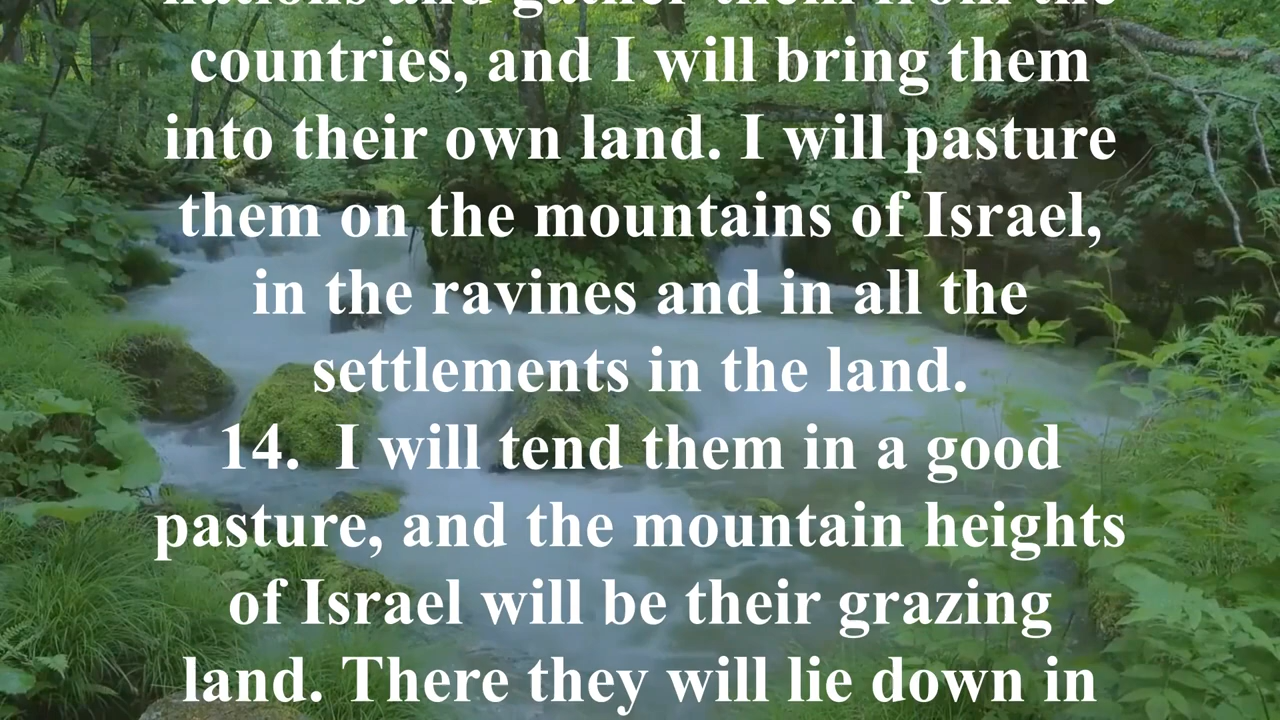 nations and gather them from the
countries, and I will bring them
into their own land. I will pasture
them on the mountains of Israel,
in the ravines and in all the
settlements in the land.
14. I will tend them in a good
pasture, and the mountain heights
of Israel will be their grazing
land. There they will lie down in